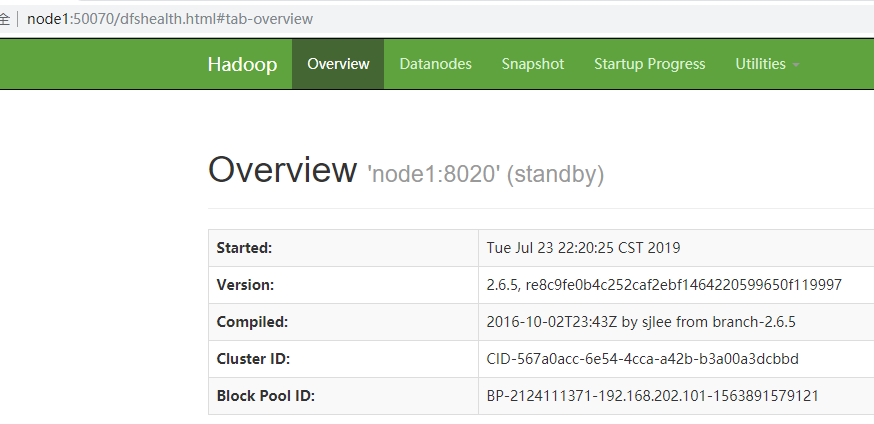 全 node1:50070/dfshealth.html#tab-overview
Hadoop Overview Datanodes Snapshot Startup Progress Utilities
Overview 'node1:8020' (standby)
Started: Tue Jul 23 22:20:25 CST 2019
Version: 2.6.5, re8c9fe0b4c252caf2ebf1464220599650f119997
Compiled: 2016-10-02T23:43Z by sjlee from branch-2.6.5
Cluster ID: CID-567a0acc-6e54-4cca-a42b-b3a00a3dcbbd
Block Pool ID: BP-2124111371-192.168.202.101-1563891579121